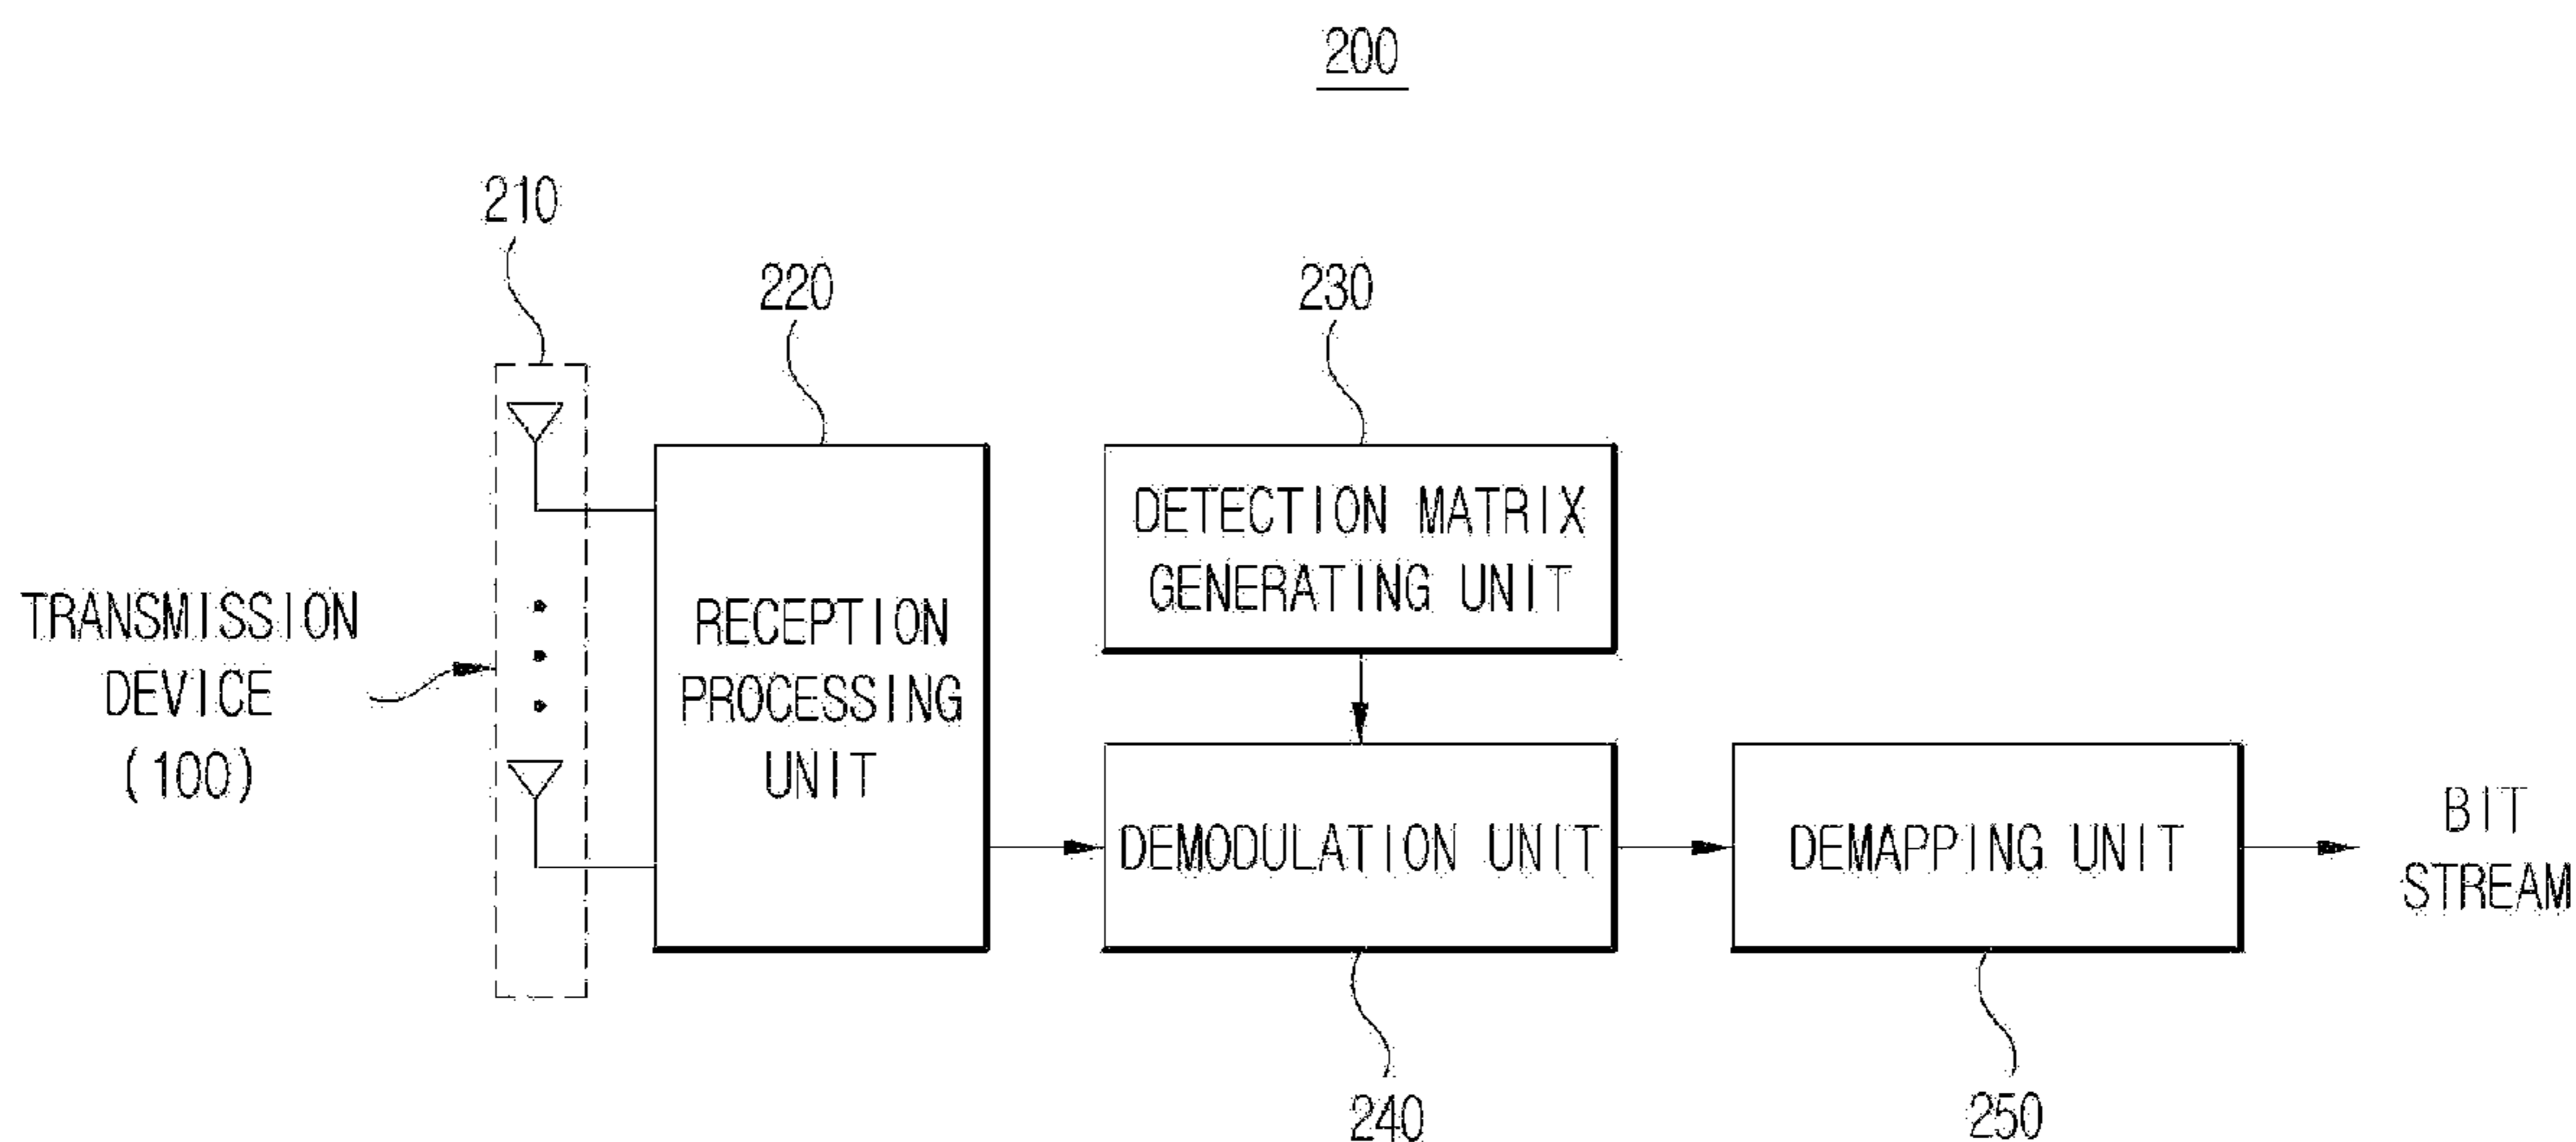 200
210
220
230
TRANSMISSION
DEVICE
(100)
RECEPTION
PROCESSING
UNIT
DETECTION MATRIX
GENERATING UNIT
DEMODULATION UNIT
DEMAPPING UNIT
BIT
STREAM
240
250